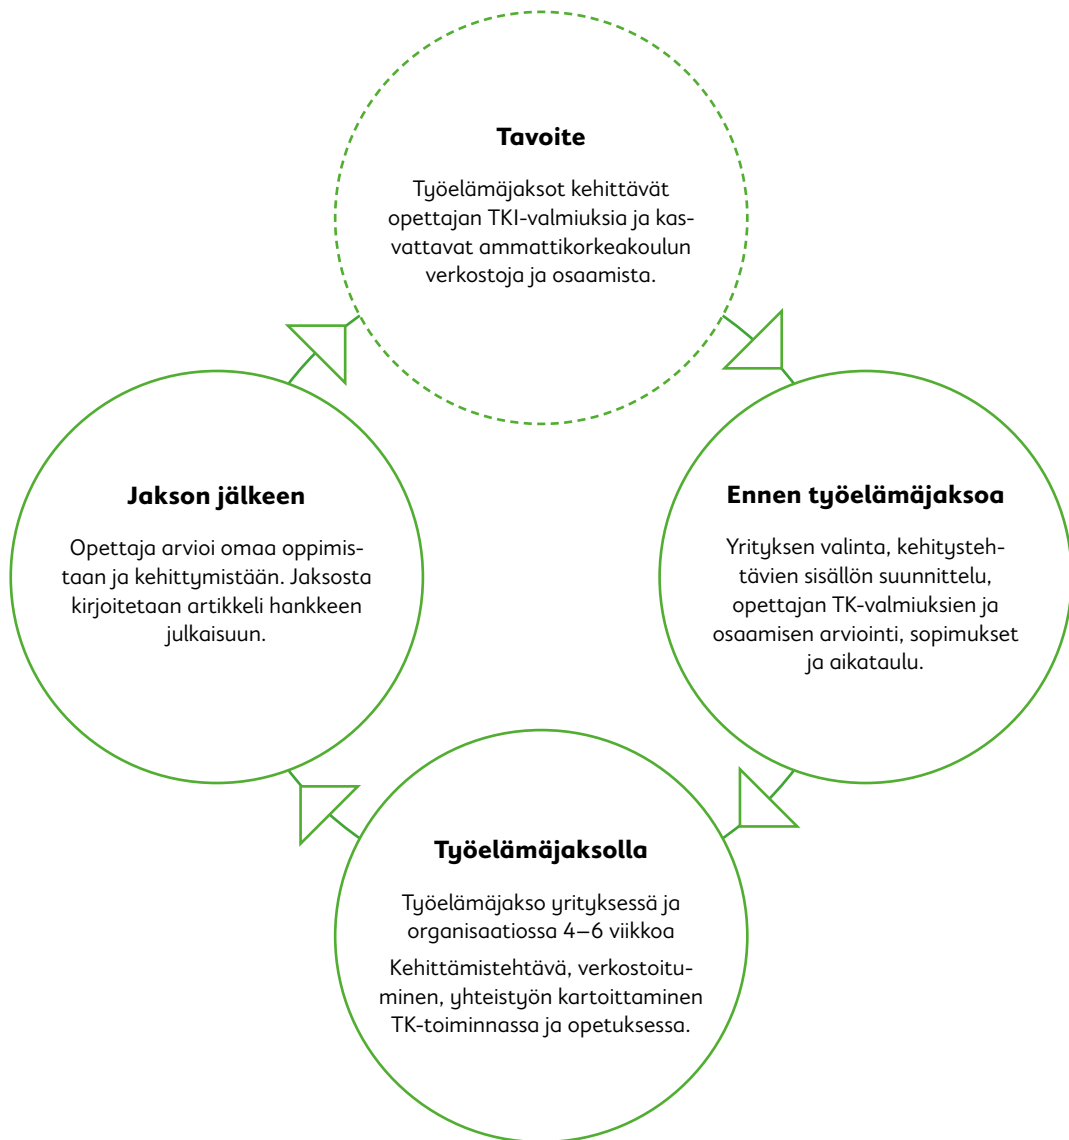 Tavoite
Työelämäjaksot kehittävät
opettajan TKI-valmiuksia ja kas-
vattavat ammattikorkeakoulun
verkostoja ja osaamista.
Ennen työelämäjaksoa
Yrityksen valinta, kehitysteh-
tävien sisällön suunnittelu,
opettajan TK-valmiuksien ja
osaamisen arviointi, sopimukset
ja aikataulu.
Työelämäjaksolla
Työelämäjakso yrityksessä ja
organisaatiossa 4–6 viikkoa
Kehittämistehtävä, verkostoitu-
minen, yhteistyön kartoittaminen
TK-toiminnassa ja opetuksessa.
Jakson jälkeen
Opettaja arvioi omaa oppimis-
taan ja kehittymistään. Jaksosta
kirjoitetaan artikkeli hankkeen
julkaisuun.